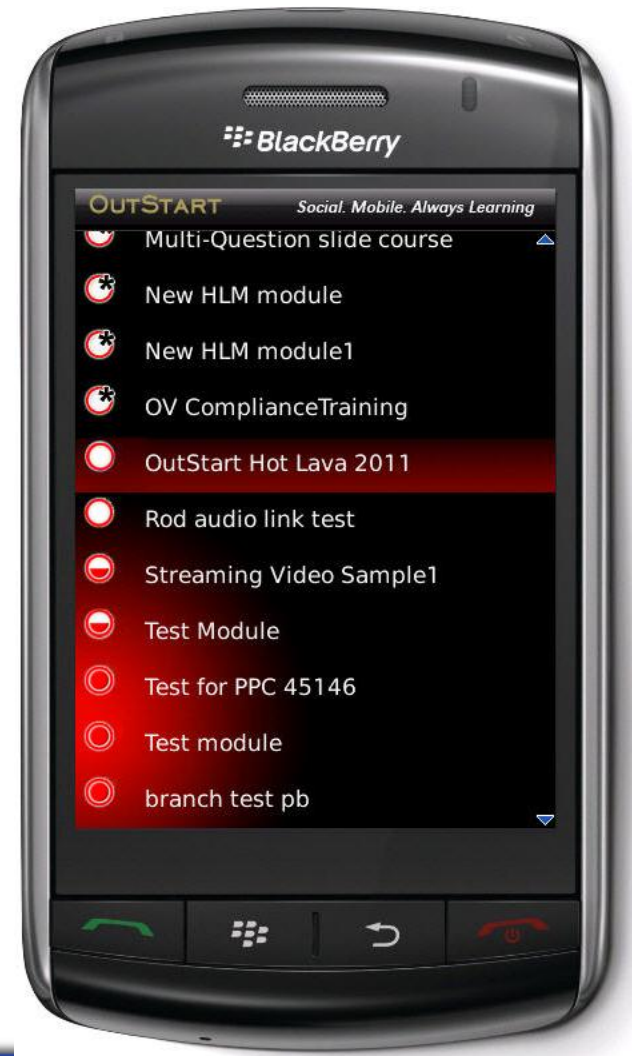 BlackBerry
OUTSTART Social. Mobile. Always Learning
Multi-Question slide course
New HLM module
New HLM module1
OV ComplianceTraining
OutStart Hot Lava 2011
Rod audio link test
Streaming Video Sample1
Test Module
Test for PPC 45146
Test module
branch test pb